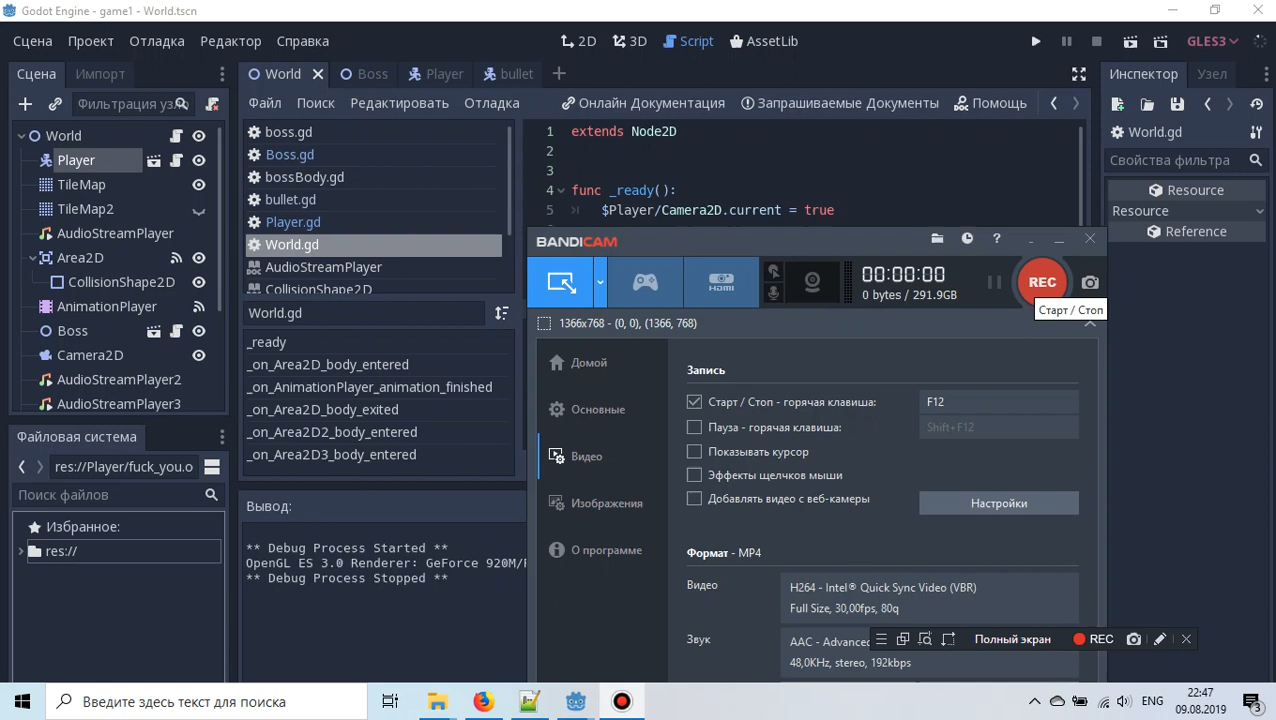 Godot Engine - game1 - World.tscn
Сцена Проект Отладка Редактор Справка
2D 3D Script AssetLib
GLES3
Сцена Импорт
World Boss Player bullet
Инспектор Узел
Фильтрация узло
Файл Поиск Редактировать Отладка
Онлайн Документация Запрашиваемые Документы Помощь
World
Player
TileMap
TileMap2
AudioStreamPlayer
Area2D
CollisionShape2D
AnimationPlayer
Boss
Camera2D
AudioStreamPlayer2
AudioStreamPlayer3
boss.gd
Boss.gd
bossBody.gd
bullet.gd
Player.gd
World.gd
AudioStreamPlayer
CollisionShape2D
World.gd
_ready
_on_Area2D_body_entered
_on_AnimationPlayer_animation_finished
_on_Area2D_body_exited
_on_Area2D2_body_entered
_on_Area2D3_body_entered
1 extends Node2D
2
3
4 func _ready():
5 $Player/Camera2D.current = true
World.gd
Свойства фильтра
Resource
Resource
Reference
Файловая система
res://Player/fuck_you.o
Поиск файлов
Избранное:
res://
Вывод:
** Debug Process Started **
OpenGL ES 3.0 Renderer: GeForce 920M/
** Debug Process Stopped **
BANDICAM
HDMI
00:00:00
0 bytes / 291.9GB
REC
Старт / Стоп
1366x768 - (0, 0), (1366, 768)
Домой
Основные
Видео
Изображения
О программе
Запись
Старт / Стоп - горячая клавиша: F12
Пауза - горячая клавиша: Shift+F12
Показывать курсор
Эффекты щелчков мыши
Добавлять видео с веб-камеры Настройки
Формат - MP4
Видео
H264 - Intel® Quick Sync Video (VBR)
Full Size, 30,00fps, 80q
Звук
AAC - Advanced
48,0KHz, stereo, 192kbps
Полный экран REC
Введите здесь текст для поиска
ENG
22:47
09.08.2019
3